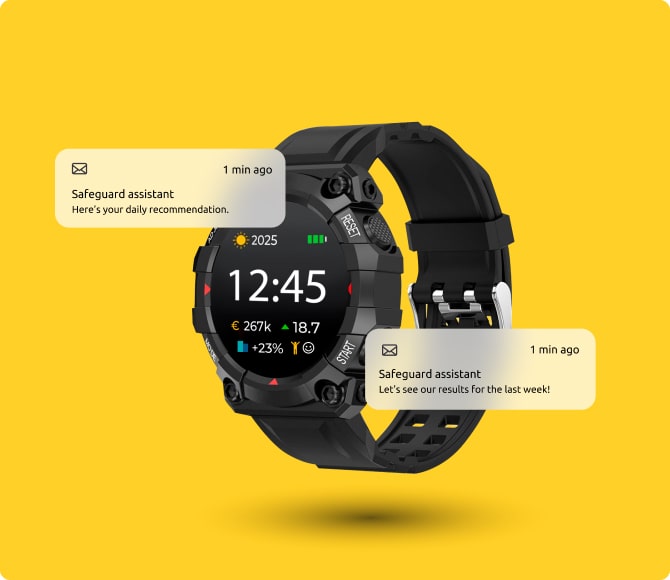 1 min ago
Safeguard assistant
Here's your daily recommendation.
RESET
2025
12:45
€ 267k 18.7
+23%
START
1 min ago
Safeguard assistant
Let's see our results for the last week!